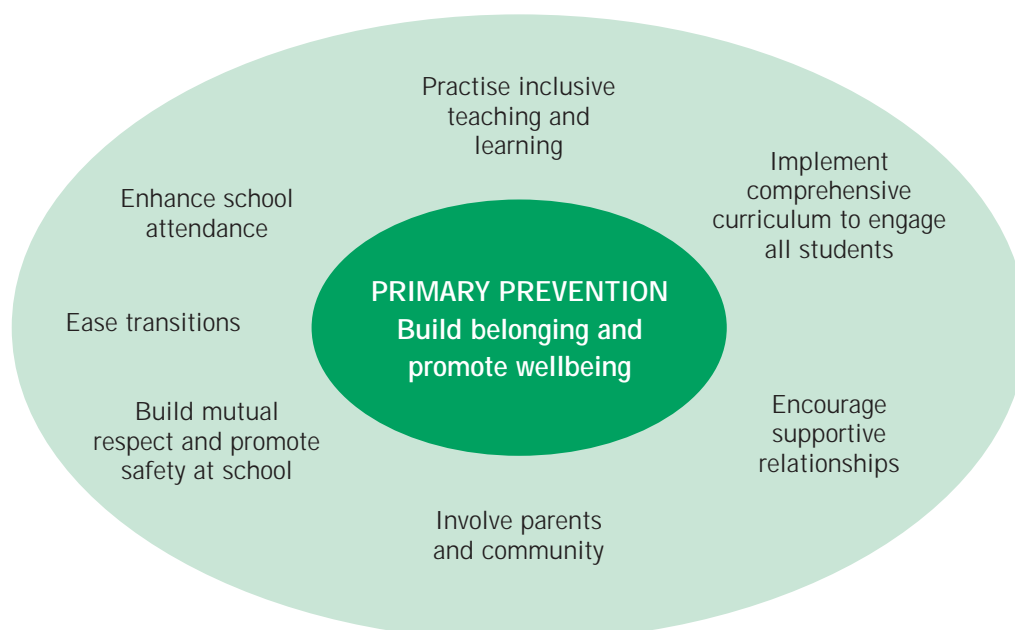 Practise inclusive
teaching and
learning
Implement
comprehensive
curriculum to engage
all students
Enhance school
attendance
PRIMARY PREVENTION
Build belonging and
promote wellbeing
Ease transitions
Encourage
supportive
relationships
Build mutual
respect and promote
safety at school
Involve parents
and community